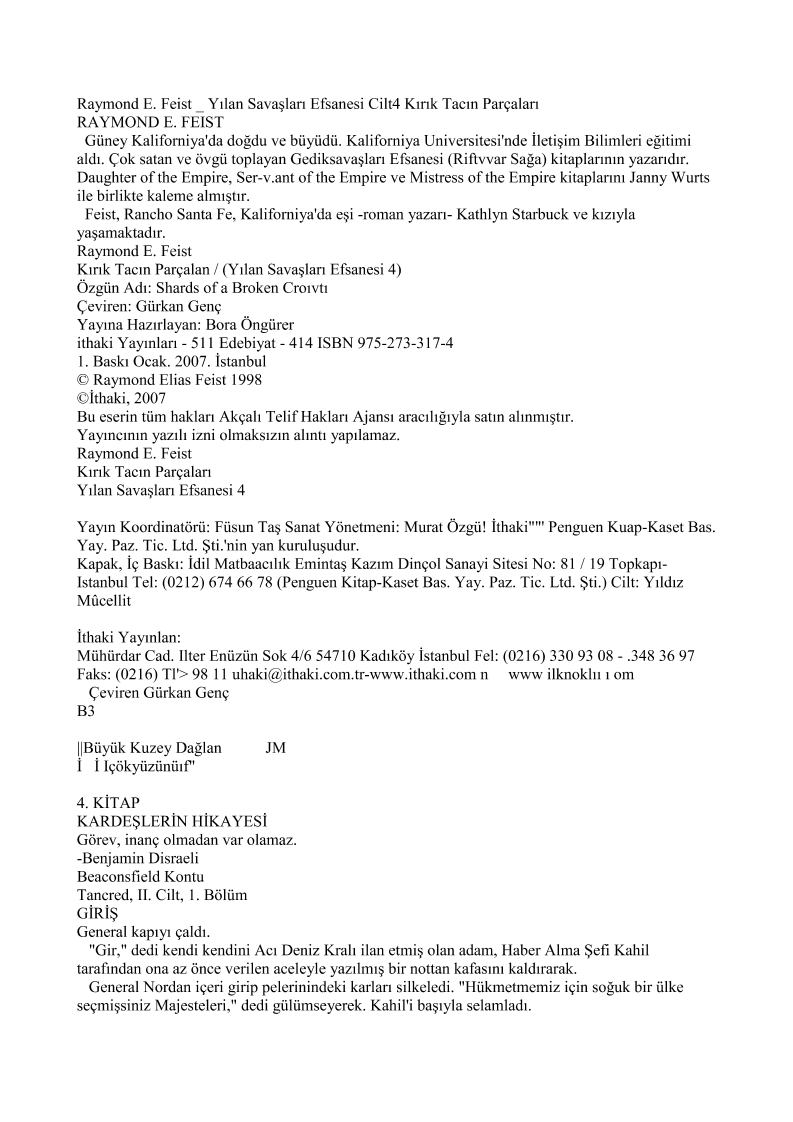 Raymond E. Feist _ Yılan Savaşları Efsanesi Cilt4 Kırık Tacın Parçaları
RAYMOND E. FEIST
Güney Kaliforniya'da doğdu ve büyüdü. Kaliforniya Universitesi'nde İletişim Bilimleri eğitimi
aldı. Çok satan ve övgü toplayan Gediksavaşları Efsanesi (Riftvvar Sağa) kitaplarının yazarıdır.
Daughter of the Empire, Ser-v.ant of the Empire ve Mistress of the Empire kitaplarını Janny Wurts
ile birlikte kaleme almıştır.
Feist, Rancho Santa Fe, Kaliforniya'da eşi -roman yazarı- Kathlyn Starbuck ve kızıyla
yaşamaktadır.
Raymond E. Feist
Kırık Tacın Parçalan / (Yılan Savaşları Efsanesi 4)
Özgün Adı: Shards of a Broken Croıvtı
Çeviren: Gürkan Genç
Yayına Hazırlayan: Bora Öngürer
ithaki Yayınları - 511 Edebiyat - 414 ISBN 975-273-317-4
1. Baskı Ocak. 2007. İstanbul
© Raymond Elias Feist 1998
©İthaki, 2007
Bu eserin tüm hakları Akçalı Telif Hakları Ajansı aracılığıyla satın alınmıştır.
Yayıncının yazılı izni olmaksızın alıntı yapılamaz.
Raymond E. Feist
Kırık Tacın Parçaları
Yılan Savaşları Efsanesi 4
Yayın Koordinatörü: Füsun Taş Sanat Yönetmeni: Murat Özgü! İthaki""' Penguen Kuap-Kaset Bas.
Yay. Paz. Tic. Ltd. Şti.'nin yan kuruluşudur.
Kapak, İç Baskı: İdil Matbaacılık Emintaş Kazım Dinçol Sanayi Sitesi No: 81 / 19 Topkapı-
Istanbul Tel: (0212) 674 66 78 (Penguen Kitap-Kaset Bas. Yay. Paz. Tic. Ltd. Şti.) Cilt: Yıldız
Mûcellit
İthaki Yayınlan:
Mühürdar Cad. Ilter Enüzün Sok 4/6 54710 Kadıköy İstanbul Fel: (0216) 330 93 08 - .348 36 97
Faks: (0216) Tl'> 98 11 uhaki@ithaki.com.tr-www.ithaki.com n www ilknoklıı ı om
Çeviren Gürkan Genç
B3
||Büyük Kuzey Dağlan JM
İ İ Içökyüzünüıf"
4. KİTAP
KARDEŞLERİN HİKAYESİ
Görev, inanç olmadan var olamaz.
-Benjamin Disraeli
Beaconsfield Kontu
Tancred, II. Cilt, 1. Bölüm
GİRİŞ
General kapıyı çaldı.
"Gir," dedi kendi kendini Acı Deniz Kralı ilan etmiş olan adam, Haber Alma Şefi Kahil
tarafından ona az önce verilen aceleyle yazılmış bir nottan kafasını kaldırarak.
General Nordan içeri girip pelerinindeki karları silkeledi. "Hükmetmemiz için soğuk bir ülke
seçmişsiniz Majesteleri," dedi gülümseyerek. Kahil'i başıyla selamladı.